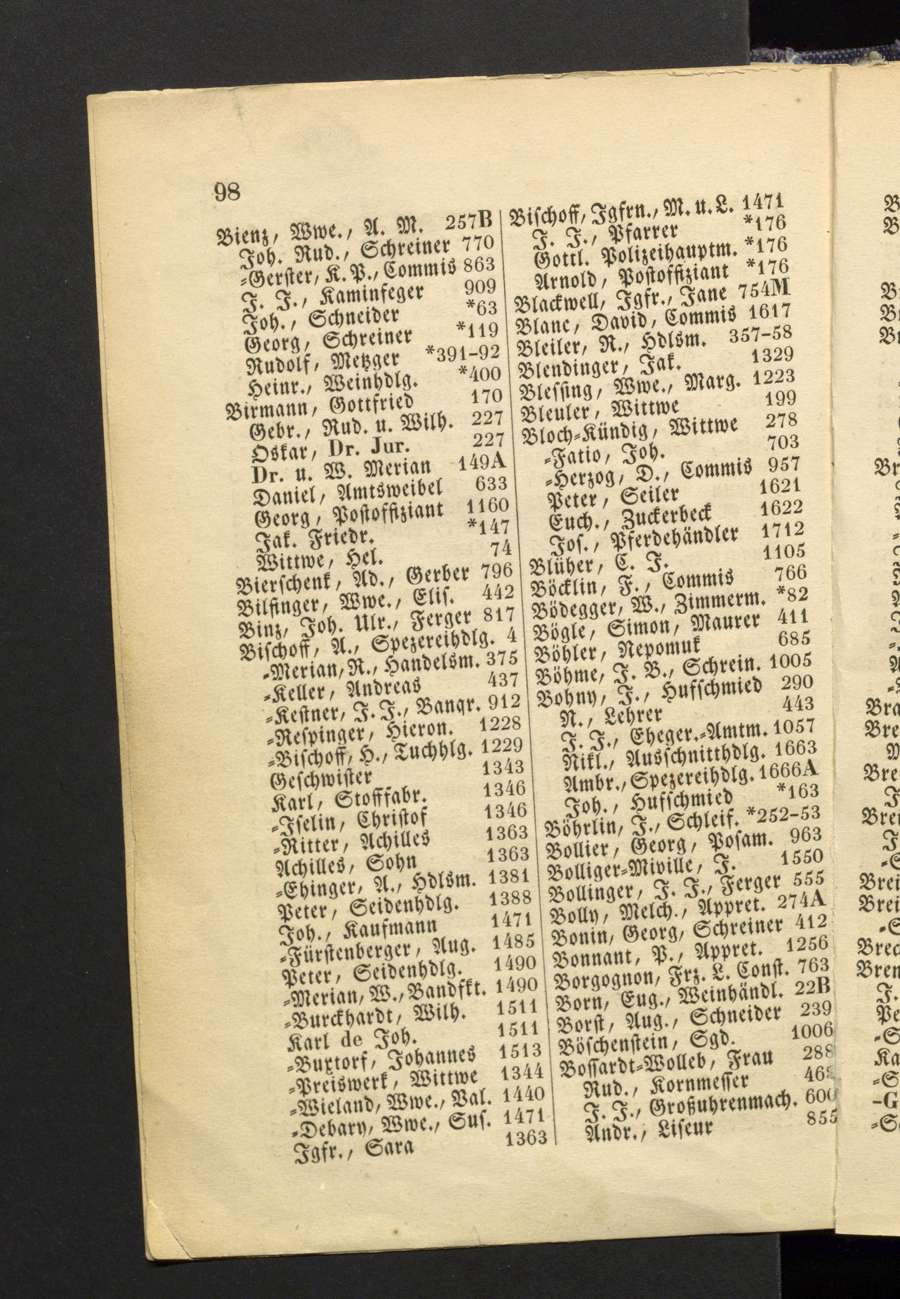 98
Bienz, Wwe., A. M. 257B
Joh. Rud., Schreiner 770
-Gerster, K. P., Commis 863
J. J., Kaminfeger 909
Joh., Schneider *63
Georg, Schreiner *119
Rudolf, Metzger *391-92
Heinr., Weinhdlg. *400
Birmann, Gottfried 170
Gebr., Rud. u. Wilh. 227
Oskar, Dr. Jur. 227
Dr. u. W. Merian 149A
Daniel, Amtsweibel 633
Georg, Postoffiziant 1160
Jak. Friedr. *147
Wittwe, Hel. 74
Bierschenk, Ad., Gerber 796
Bilfinger, Wwe., Elis. 442
Binz, Joh. Ulr., Ferger 817
Bischoff, A., Spezereihdlg. 4
-Merian, R., Handelsm. 375
-Keller, Andreas 437
-Kestner, J. J., Banqr. 912
-Respinger, Hieron. 1228
-Bischoff, H., Tuchhlg. 1229
Geschwister 1343
Karl, Stofffabr. 1346
-Iselin, Christof 1346
-Ritter, Achilles 1363
Achilles, Sohn 1363
-Ehinger, A., Hdlsm. 1381
Peter, Seidenhdlg. 1388
Joh., Kaufmann 1471
-Fürstenberger, Aug. 1485
Peter, Seidenhdlg. 1490
-Merian, W., Bandfkt. 1490
-Burckhardt, Wilh. 1511
Karl de Joh. 1511
-Buxtorf, Johannes 1513
-Preiswerk, Wittwe 1344
-Wieland, Wwe., Val. 1440
-Debary, Wwe., Sus. 1471
Jgfr., Sara 1363
Bischoff, Jgfrn., M. u. L. 1471
J. J., Pfarrer *176
Gottl. Polizeihauptm. *176
Arnold, Postoffiziant *176
Blackwell, Jgfr., Jane 754M
Blanc, David, Commis 1617
Bleiler, R., Hdlsm. 357-58
Blendinger, Jak. 1329
Blessing, Wwe., Marg. 1223
Bleuler, Wittwe 199
Bloch-Kündig, Wittwe 278
-Fatio, Joh. 703
-Herzog, D., Commis 957
Peter, Seiler 1621
Euch., Zuckerbeck 1622
Jos., Pferdehändler 1712
Blüher, C. J. 1105
Böcklin, F., Commis 766
Bödegger, W., Zimmerm. *82
Bögle, Simon, Maurer 411
Böhler, Nepomuk 685
Böhme, J. B., Schrein. 1005
Bohny, J., Hufschmied 290
N., Lehrer 443
J. J., Eheger.-Amtm. 1057
Nikl., Ausschnitthdlg. 1663
Ambr., Spezereihdlg. 1666A
Joh., Hufschmied *163
Böhrlin, J., Schleif. *252-53
Bollier, Georg, Posam. 963
Bolliger-Miville, J. 1550
Bollinger, J. J., Ferger 555
Bolly, Melch., Appret. 274A
Bonin, Georg, Schreiner 412
Bonnant, P., Appret. 1256
Borgognon, Frz. L. Const. 763
Born, Eug., Weinhändl. 22B
Borst, Aug., Schneider 239
Böschenstein, Sgd. 1006
Bossardt-Wolleb, Frau 288
Rud., Kornmesser
J. J., Großuhrenmach. 600
Andr., Liseur 855